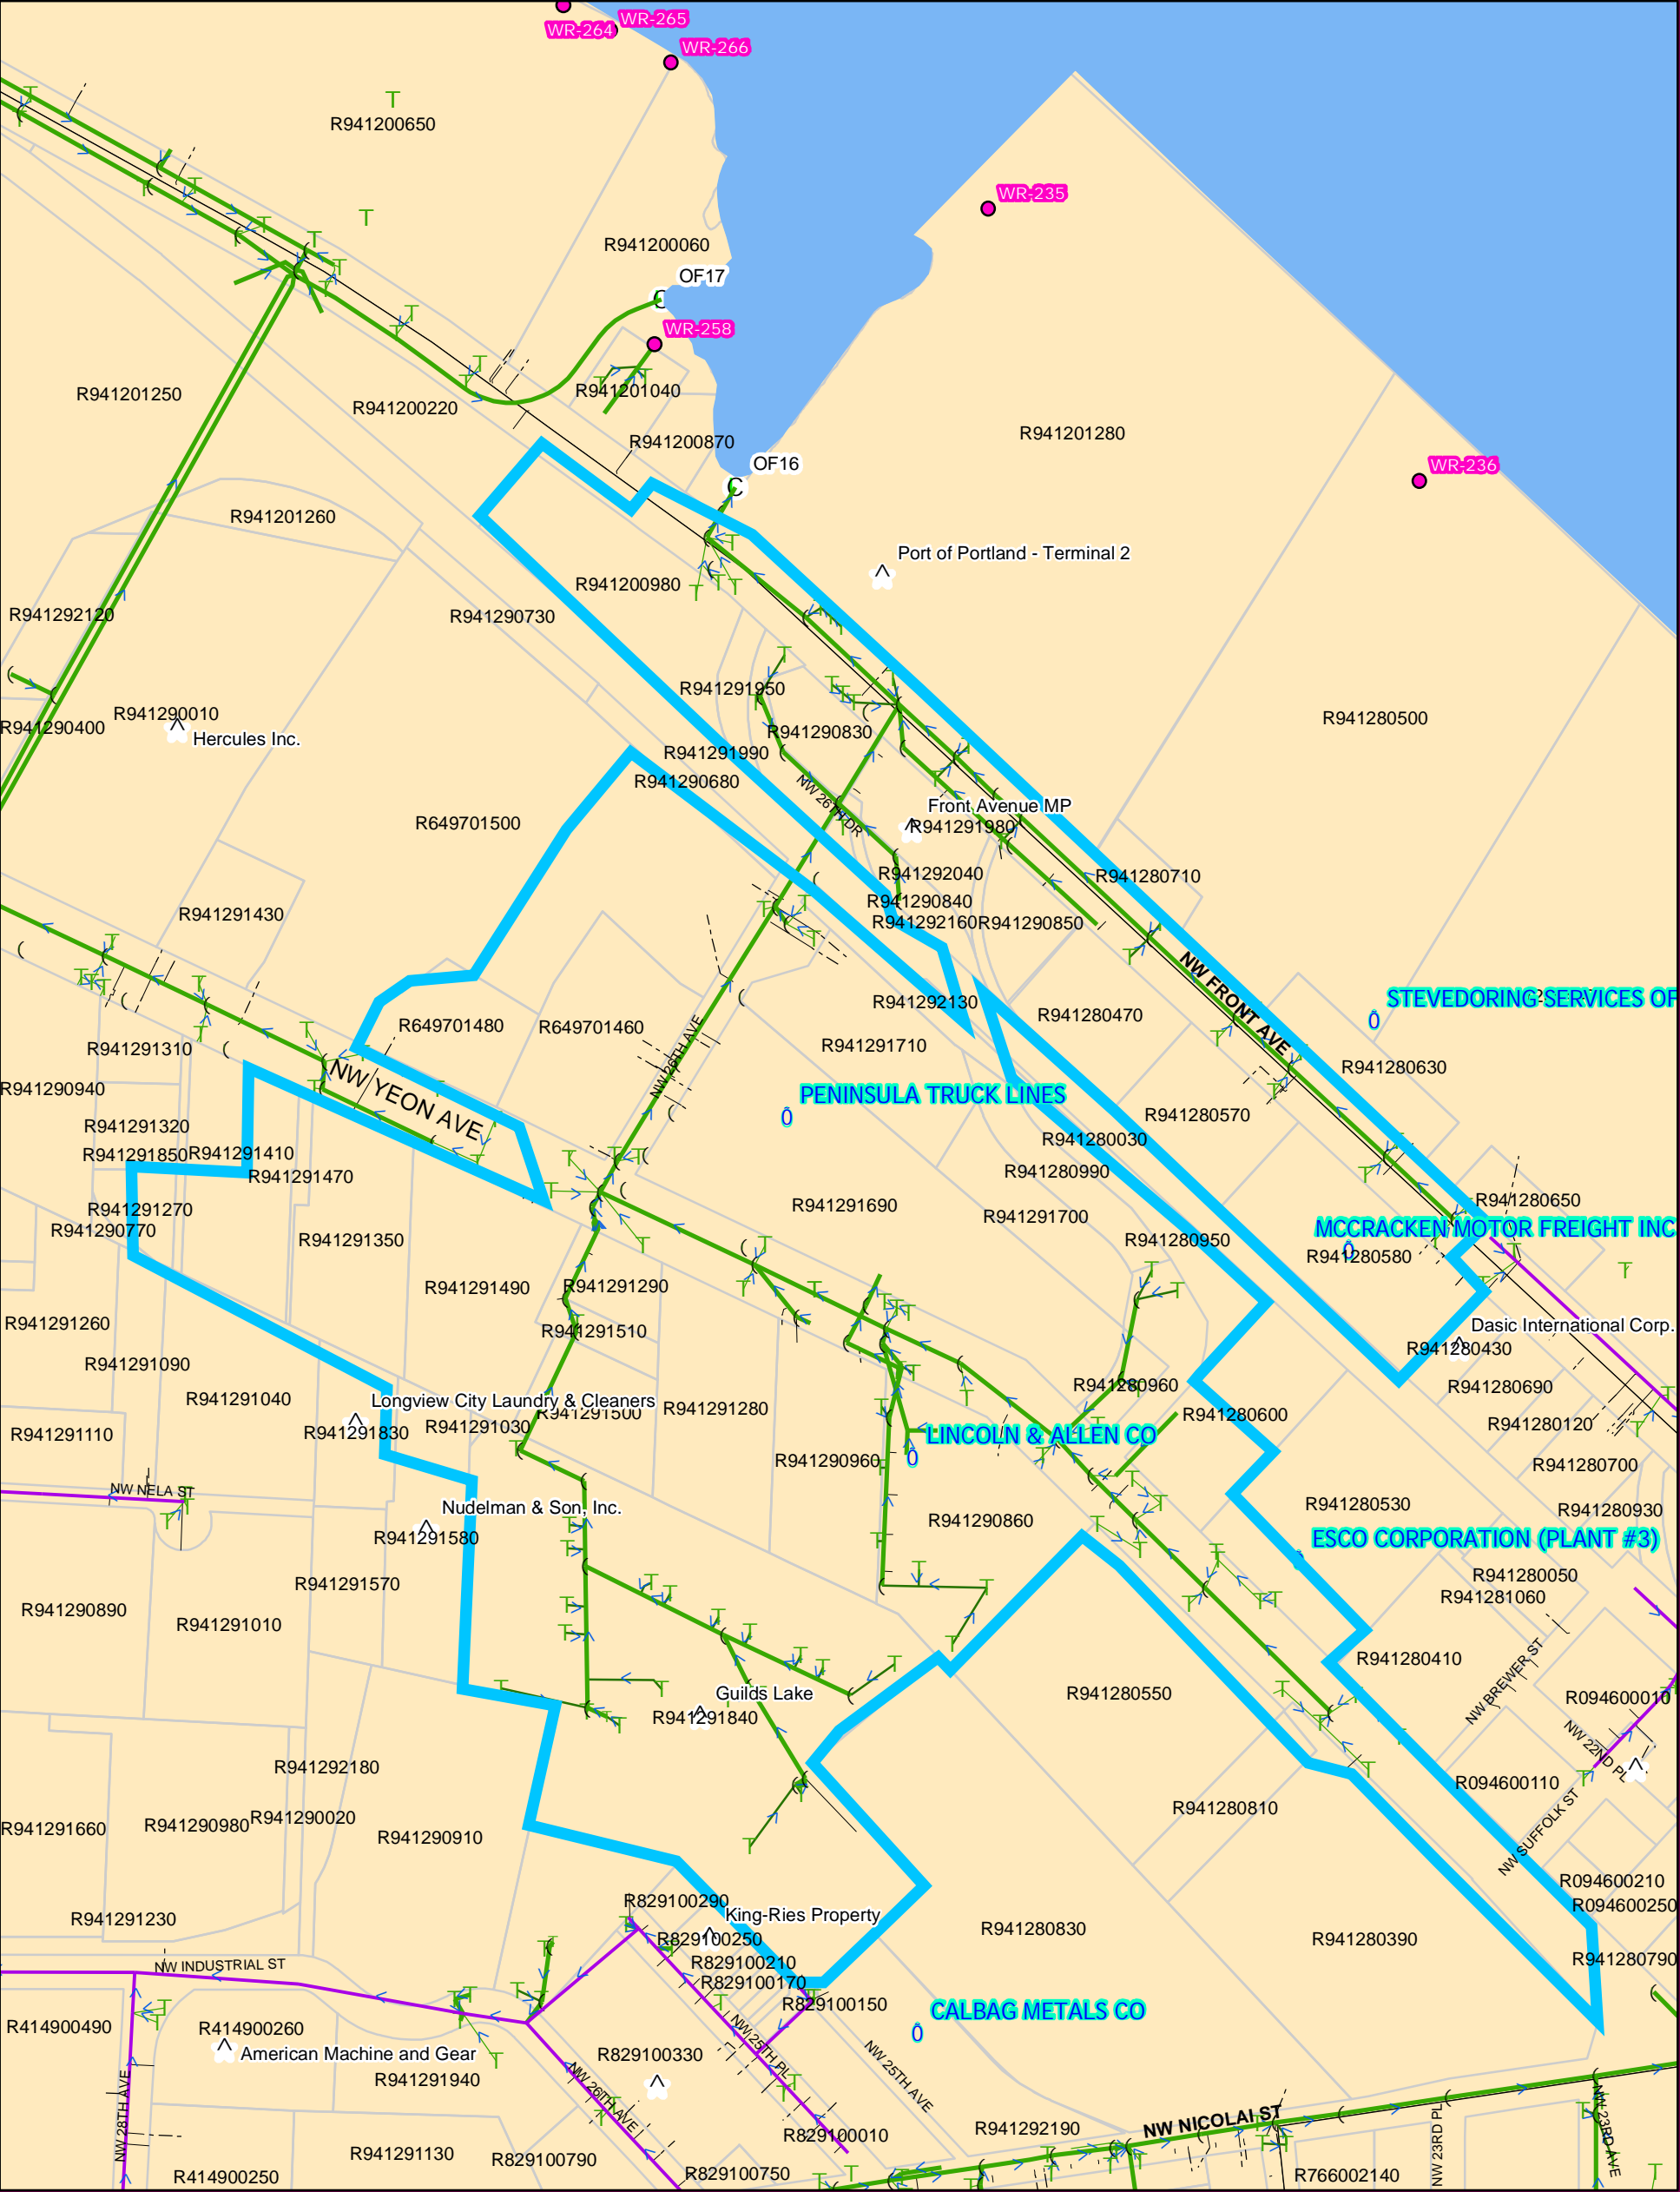 WR-265
WR-264
WR-266
R941200650
WR-235
R941200060
OF17
WR-258
R941201250
R941200220
R941201040
R941201280
R941200870
OF16
WR-236
R941201260
Port of Portland - Terminal 2
R941200980
R941292120
R941290730
R941291950
R941290010
R941290400
Hercules Inc.
R941290830
R941280500
R941291990
R941290680
NW 26TH DR
Front Avenue MP
R649701500
R941291980
R941292040
R941280710
R941290840
R941291430
R941292160
R941290850
NW FRONT AVE
STEVEDORING SERVICES OF
R941292130
R941280470
R649701480
R649701460
NW 26TH AVE
R941291310
R941291710
R941280630
NW YEON AVE
R941290940
PENINSULA TRUCK LINES
R941280570
R941291320
R941280030
R941291850
R941291410
R941291470
R941280990
R941291270
R941290770
R941291690
R941291700
R941280650
MCCRACKEN MOTOR FREIGHT INC
R941291350
R941280950
R941280580
R941291490
R941291290
R941291260
R941291510
Dasic International Corp.
R941280430
R941291090
R941291040
Longview City Laundry & Cleaners
R941280960
R941280690
R941291110
R941291830
R941291030
R941291500
R941291280
R941280600
R941280120
LINCOLN & ALLEN CO
R941290960
R941280700
NW NELA ST
Nudelman & Son, Inc.
R941280530
R941280930
R941291580
R941290860
ESCO CORPORATION (PLANT #3)
R941291570
R941280050
R941281060
R941290890
R941291010
R941280410
NW BREWER ST
Guilds Lake
R941280550
R094600010
R941291840
NW 22ND PL
R941292180
R094600110
R941280810
R941291660
R941290980
R941290020
R941290910
NW SUFFOLK ST
R094600210
R829100290
R094600250
R941291230
King-Ries Property
R829100250
R941280830
R941280390
R941280790
NW INDUSTRIAL ST
R829100210
R829100170
R829100150
CALBAG METALS CO
R414900490
R414900260
American Machine and Gear
R829100330
NW 25TH PL
NW 25TH AVE
R941291940
NW 28TH AVE
NW 26TH AVE
R941292190
NW NICOLAI ST
NW 23RD PL
NW 23RD AVE
R829100010
R941291130
R829100790
R414900250
R829100750
R766002140